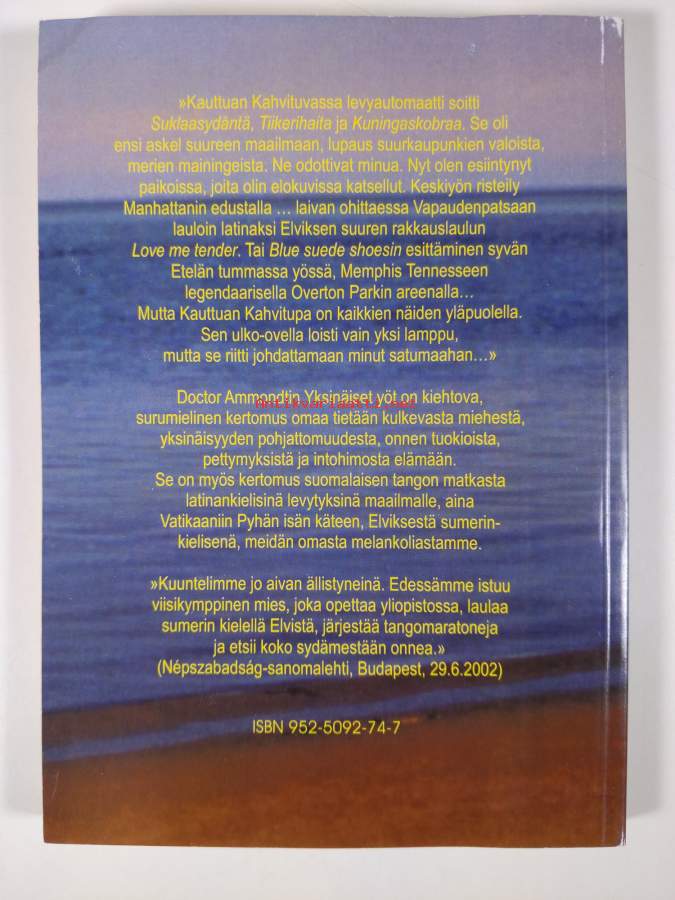 »Kauttuan Kahvituvassa levyautomaatti soitti
Suklaasydäntä, Tiikerihaita ja Kuningaskobraa. Se oli
ensi askel suureen maailmaan, lupaus suurkaupunkien valoista,
merien mainingeista. Ne odottivat minua. Nyt olen esiintynyt
paikoissa, joita olin elokuvissa katsellut. Keskiyön risteily
Manhattanin edustalla … laivan ohittaessa Vapaudenpatsaan
lauloin latinaksi Elviksen suuren rakkauslaulun
Love me tender. Tai Blue suede shoesin esittäminen syvän
Etelän tummassa yössä, Memphis Tennesseen
legendaarisella Overton Parkin areenalla…
Mutta Kauttuan Kahvitupa on kaikkien näiden yläpuolella.
Sen ulko-ovella loisti vain yksi lamppu,
mutta se riitti johdattamaan minut satumaahan…»
Doctor Ammondtin Yksinäiset yöt on kiehtova,
antikvariaatti.net
surumielinen kertomus omaa tietään kulkevasta miehestä,
yksinäisyyden pohjattomuudesta, onnen tuokioista,
pettymyksistä ja intohimosta elämään.
Se on myös kertomus suomalaisen tangon matkasta
latinankielisinä levytyksinä maailmalle, aina
Vatikaaniin Pyhän isän käteen, Elviksestä sumerin-
kielisenä, meidän omasta melankoliastamme.
»Kuuntelimme jo aivan ällistyneinä. Edessämme istuu
viisikymppinen mies, joka opettaa yliopistossa, laulaa
sumerin kielellä Elvistä, järjestää tangomaratoneja
ja etsii koko sydämestään onnea.»
(Népszabadság-sanomalehti, Budapest, 29.6.2002)
ISBN 952-5092-74-7